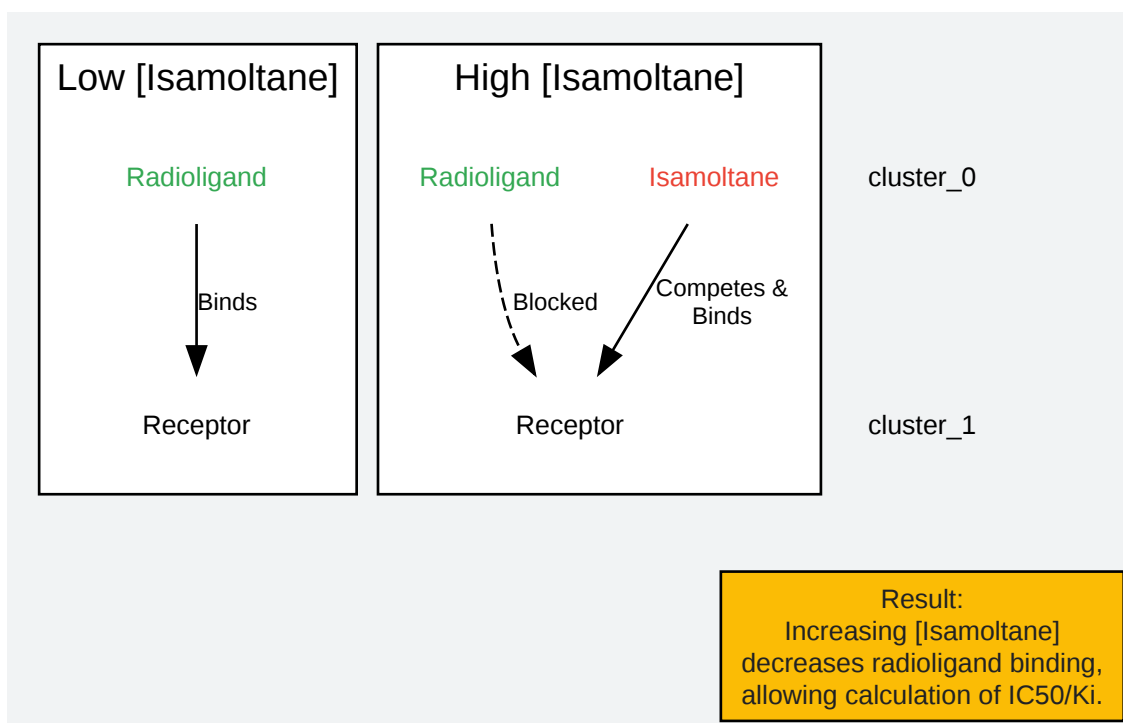 Low [Isamoltane]
High [Isamoltane]
Radioligand
Radioligand
Isamoltane
cluster_0
Binds
Blocked
Competes &
Binds
Receptor
Receptor
cluster_1
Result:
Increasing [Isamoltane]
decreases radioligand binding,
allowing calculation of IC50/Ki.